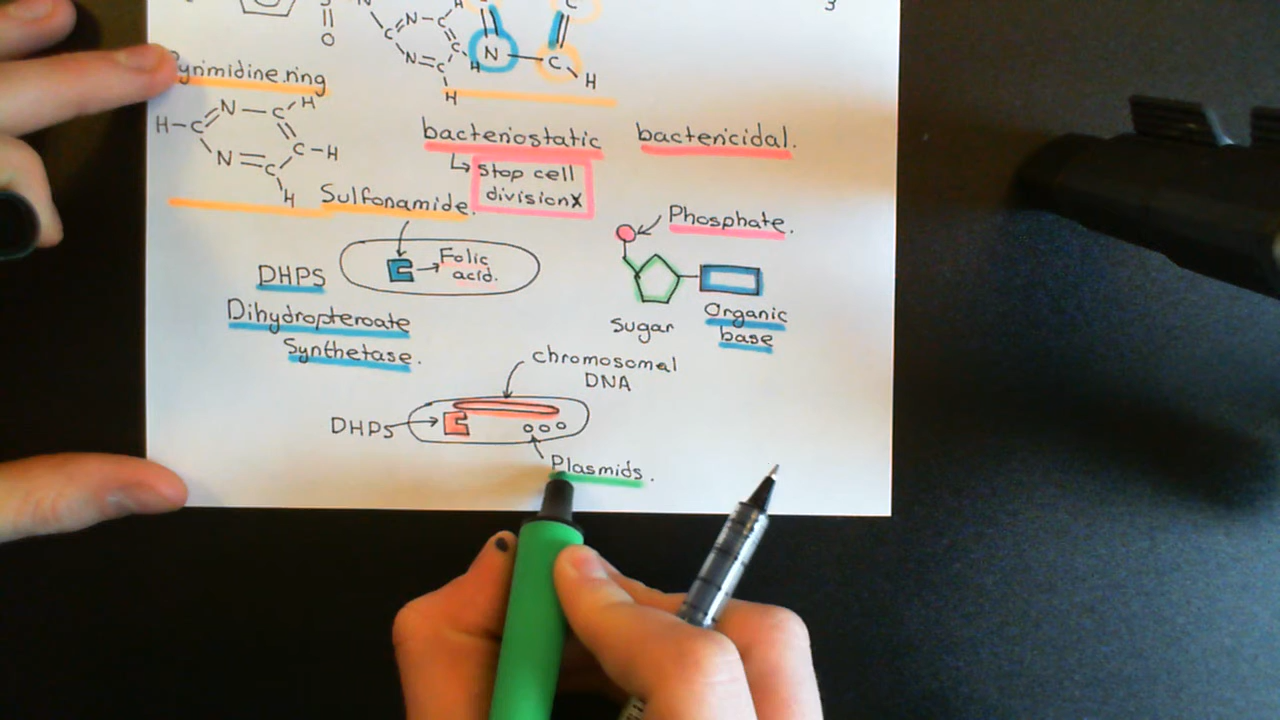 3
O
N
N
C
H
N
C
C
N
C
N
C
H
C
H
H
Pyrimidine ring
N
C
H
H
C
C
H
N
C
H
bacteriostatic bactericidal.
stop cell
divisionX
Sulfonamide.
Phosphate.
Folic
acid.
DHPS
Dihydropteroate
Synthetase.
Sugar
Organic
base
chromosomal
DNA
DHPS
Plasmids.